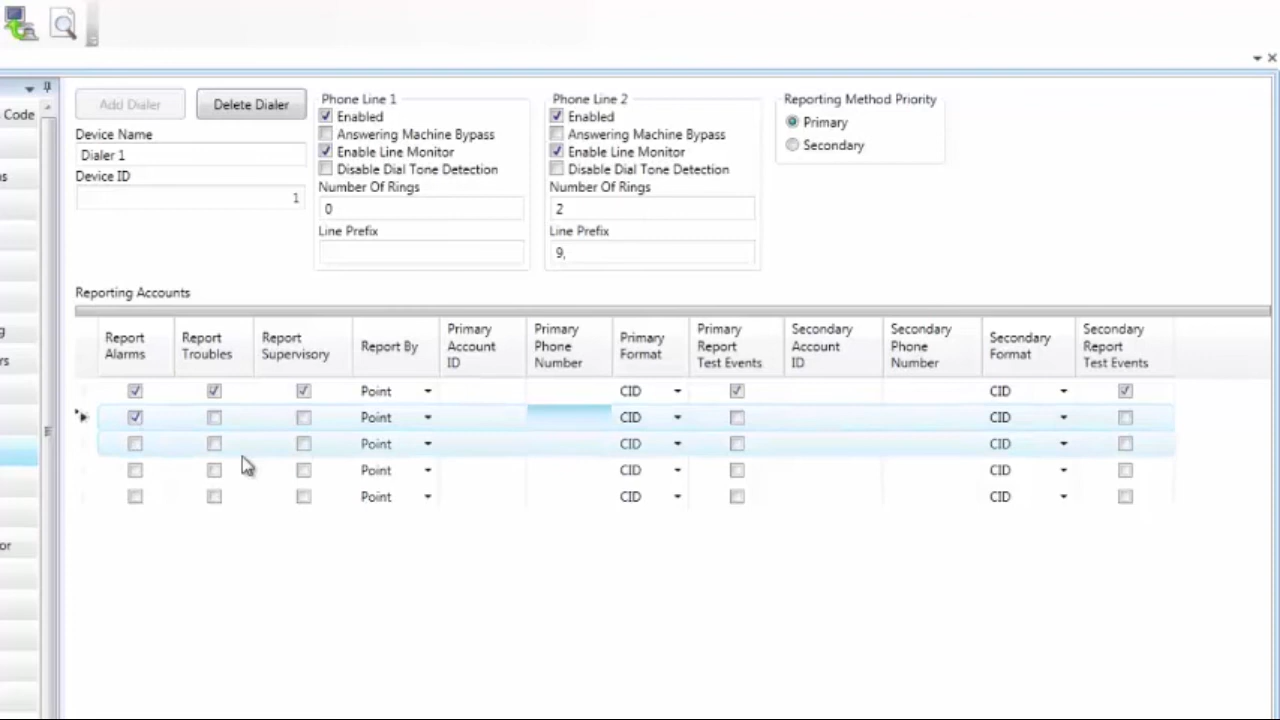 Code
s
g
rs
or
Add Dialer
Delete Dialer
Device Name
Dialer 1
Device ID
1
Phone Line 1
Enabled
Answering Machine Bypass
Enable Line Monitor
Disable Dial Tone Detection
Number Of Rings
0
Line Prefix
Phone Line 2
Enabled
Answering Machine Bypass
Enable Line Monitor
Disable Dial Tone Detection
Number Of Rings
2
Line Prefix
9,
Reporting Method Priority
Primary
Secondary
Reporting Accounts
Report Alarms
Report Troubles
Report Supervisory
Report By
Primary Account ID
Primary Phone Number
Primary Format
Primary Report Test Events
Secondary Account ID
Secondary Phone Number
Secondary Format
Secondary Report Test Events
Point CID CID
Point CID CID
Point CID CID
Point CID CID
Point CID CID